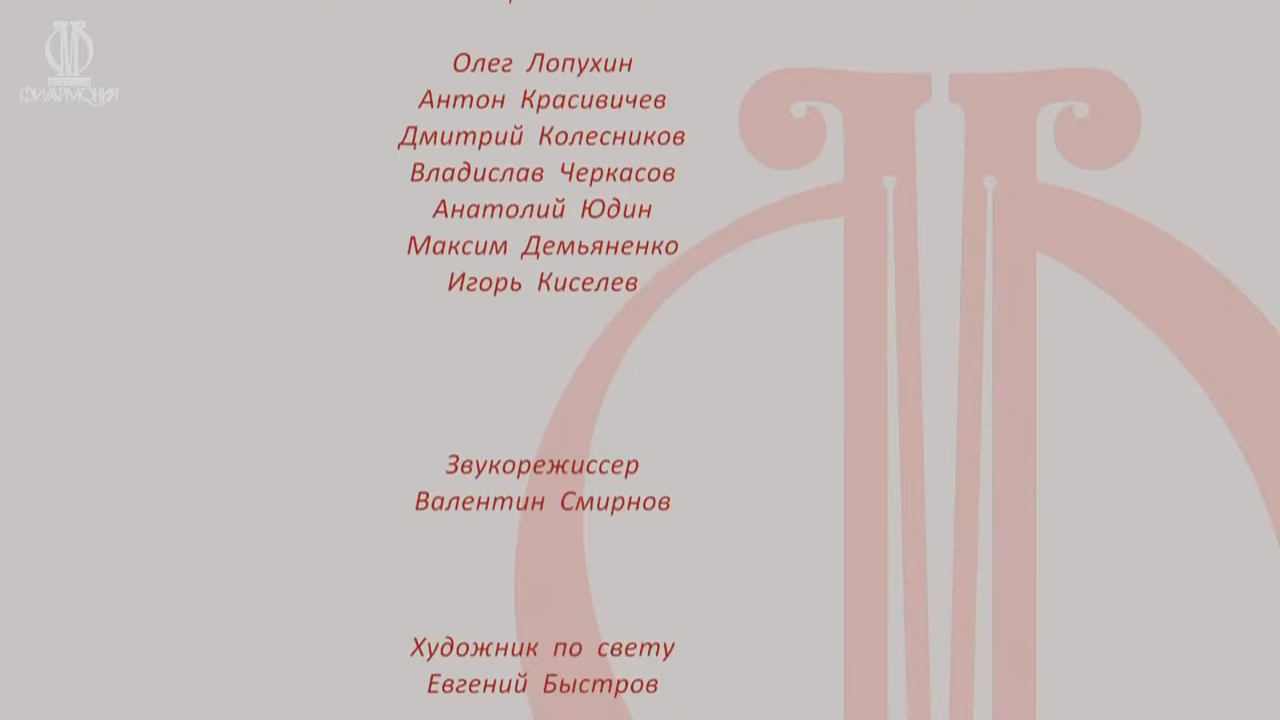 ФИЛАРМОНИЯ
Олег Лопухин
Антон Красивичев
Дмитрий Колесников
Владислав Черкасов
Анатолий Юдин
Максим Демьяненко
Игорь Киселев
Звукорежиссер
Валентин Смирнов
Художник по свету
Евгений Быстров